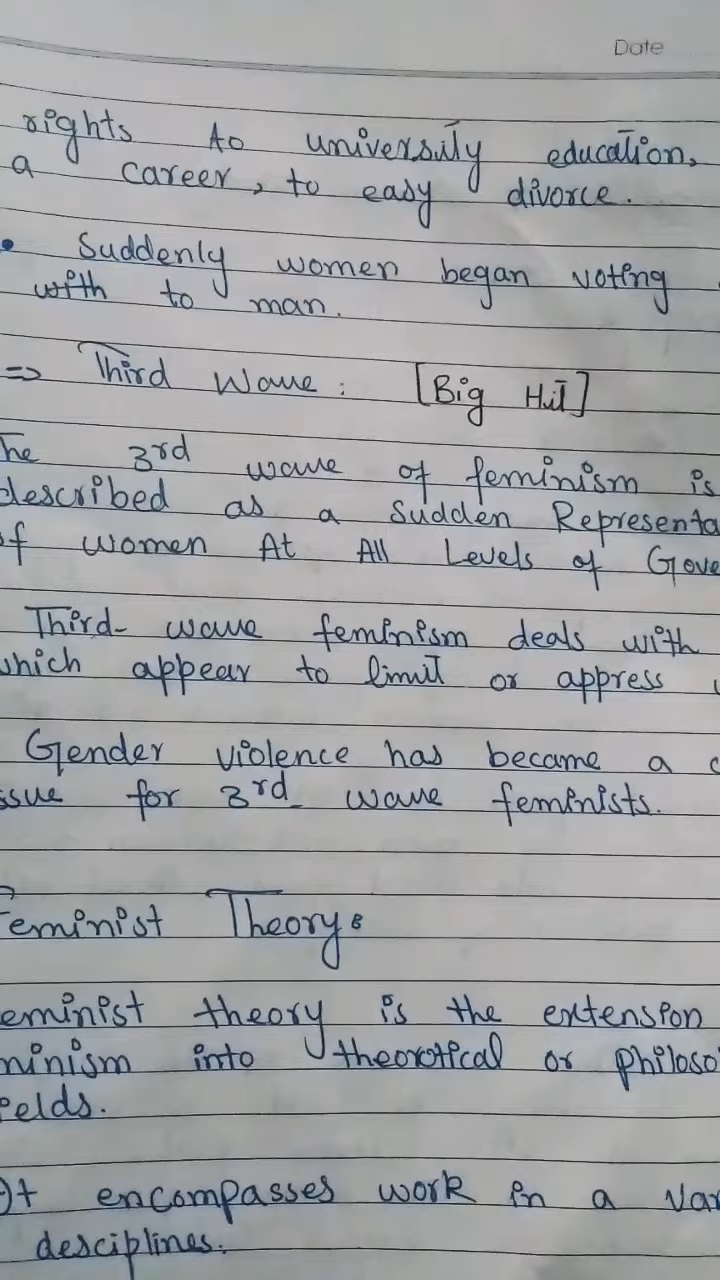 Date
rights to university education,
a career, to easy divorce.
• Suddenly women began voting
with to man.
=> Third Wave: [Big Hit]
The 3rd wave of feminism is
described as a Sudden Representa
of women At All Levels of Gove
Third- wave feminism deals with
which appear to limit or appress
Gender violence has became a c
ssue for 3rd wave feminists.
Feminist Theory:
eminist theory is the extension
minism into theorotical or philoso
ields.
It encompasses work in a var
desciplines.